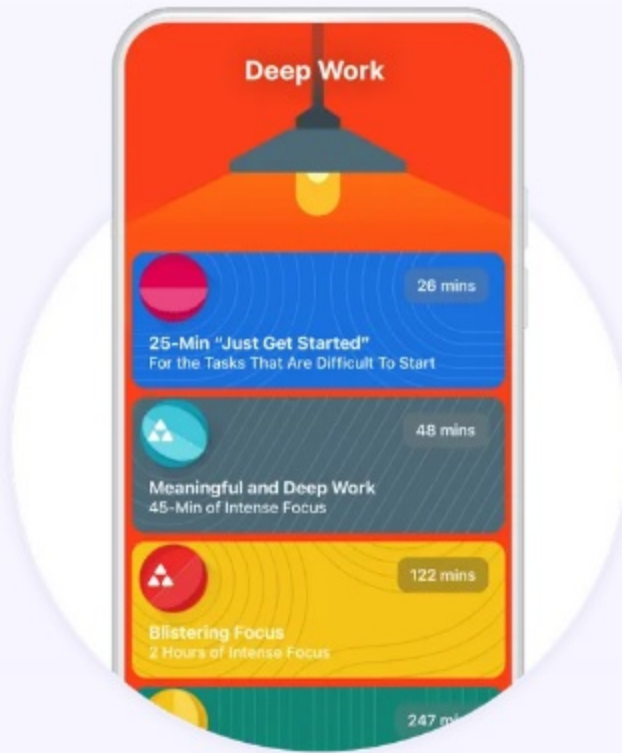 Deep Work
26 mins
25-Min “Just Get Started”
For the Tasks That Are Difficult To Start
48 mins
Meaningful and Deep Work
45-Min of Intense Focus
122 mins
Blistering Focus
2 Hours of Intense Focus
247